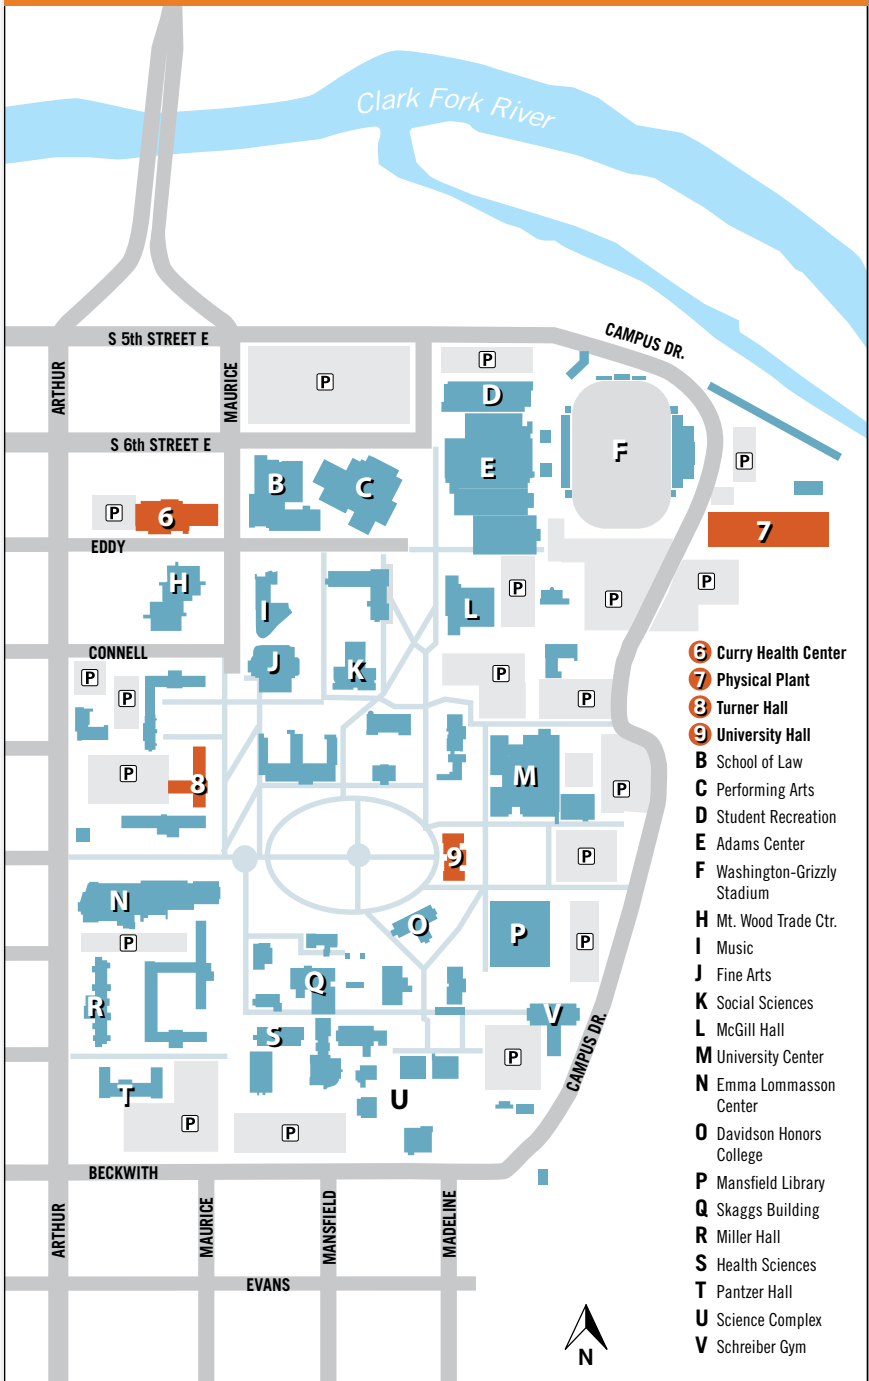 Clark Fork River
S 5th STREET E
CAMPUS DR.
ARTHUR
MAURICE
P
P
D
S 6th STREET E
F
B
C
E
P
P
6
7
EDDY
H
I
L
P
P
P
CONNELL
J
K
P
P
P
P
8
P
M
P
9
P
N
O
P
P
P
R
Q
V
S
P
CAMPUS DR.
T
U
P
P
BECKWITH
ARTHUR
MAURICE
MANSFIELD
MADELINE
EVANS
N
6 Curry Health Center
7 Physical Plant
8 Turner Hall
9 University Hall
B School of Law
C Performing Arts
D Student Recreation
E Adams Center
F Washington-Grizzly
Stadium
H Mt. Wood Trade Ctr.
I Music
J Fine Arts
K Social Sciences
L McGill Hall
M University Center
N Emma Lommasson
Center
O Davidson Honors
College
P Mansfield Library
Q Skaggs Building
R Miller Hall
S Health Sciences
T Pantzer Hall
U Science Complex
V Schreiber Gym